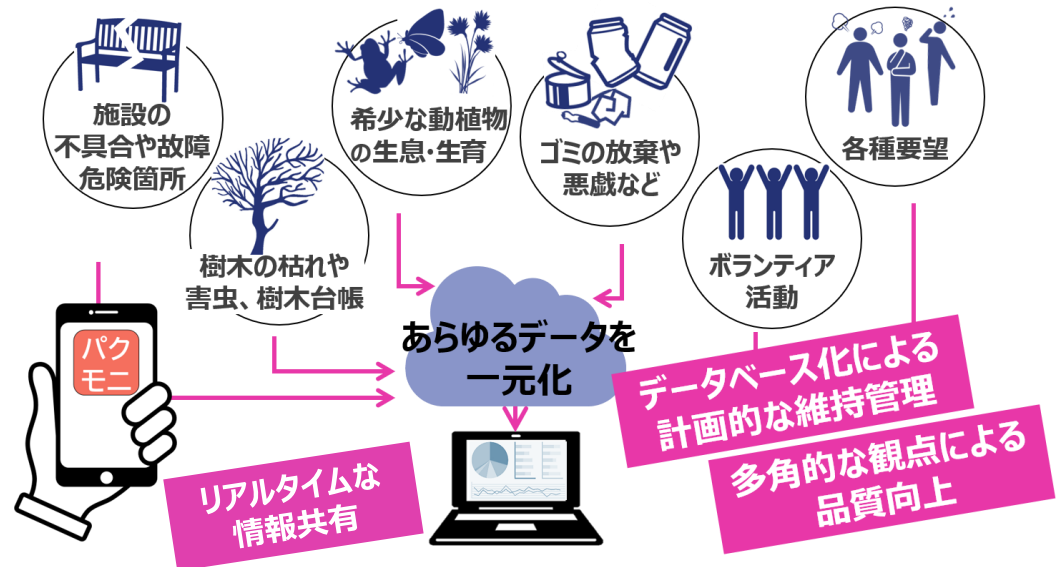 施設の
不具合や故障
危険箇所
樹木の枯れや
害虫、樹木台帳
希少な動植物
の生息・生育
ゴミの放棄や
悪戯など
ボランティア
活動
各種要望
パク
モニ
あらゆるデータを
一元化
リアルタイムな
情報共有
データベース化による
計画的な維持管理
多角的な観点による
品質向上